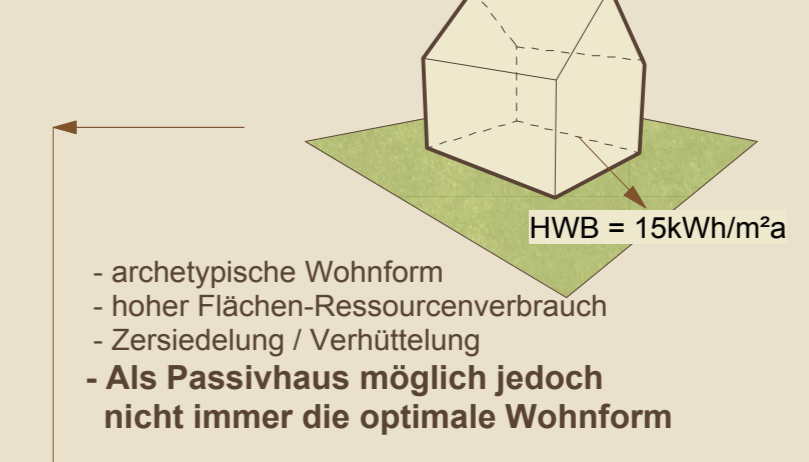 HWB = 15kWh/m²a
- archetypische Wohnform
- hoher Flächen-Ressourcenverbrauch
- Zersiedelung / Verhüttelung
- Als Passivhaus möglich jedoch
nicht immer die optimale Wohnform